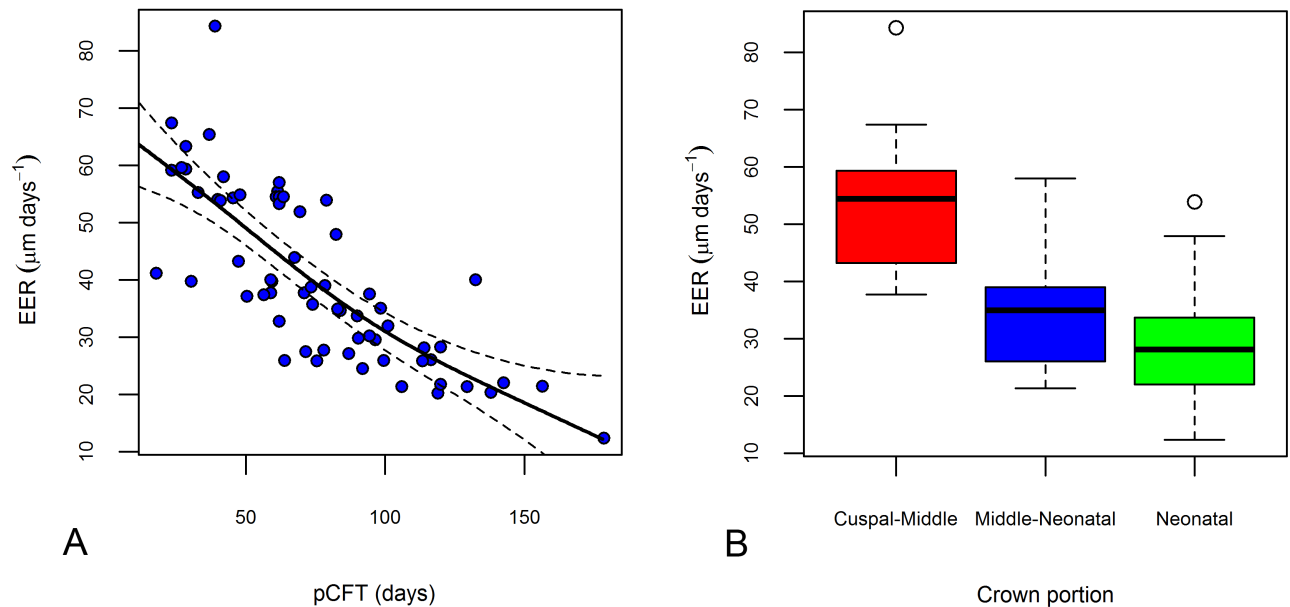 80
70
60
50
40
30
20
10
EER (μm days⁻¹)
50 100 150
pCFT (days)
A
80
70
60
50
40
30
20
10
EER (μm days⁻¹)
Cuspal-Middle Middle-Neonatal Neonatal
Crown portion
B